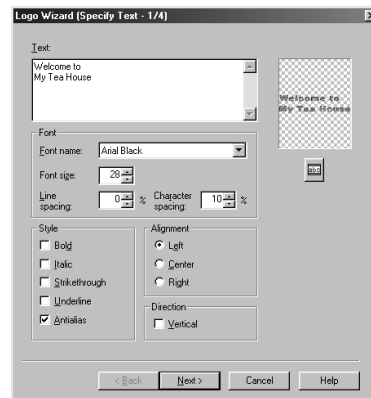 Logo Wizard (Specify Text - 1/4)
Text:
Welcome to
My Tea House
Welcome to
My Tea House
abc
Font
Font name: Arial Black
Font size: 28
Line spacing: 0 % Character spacing: 10 %
Style
Bold
Italic
Strikethrough
Underline
Antialias
Alignment
Left
Center
Right
Direction
Vertical
< Back Next > Cancel Help